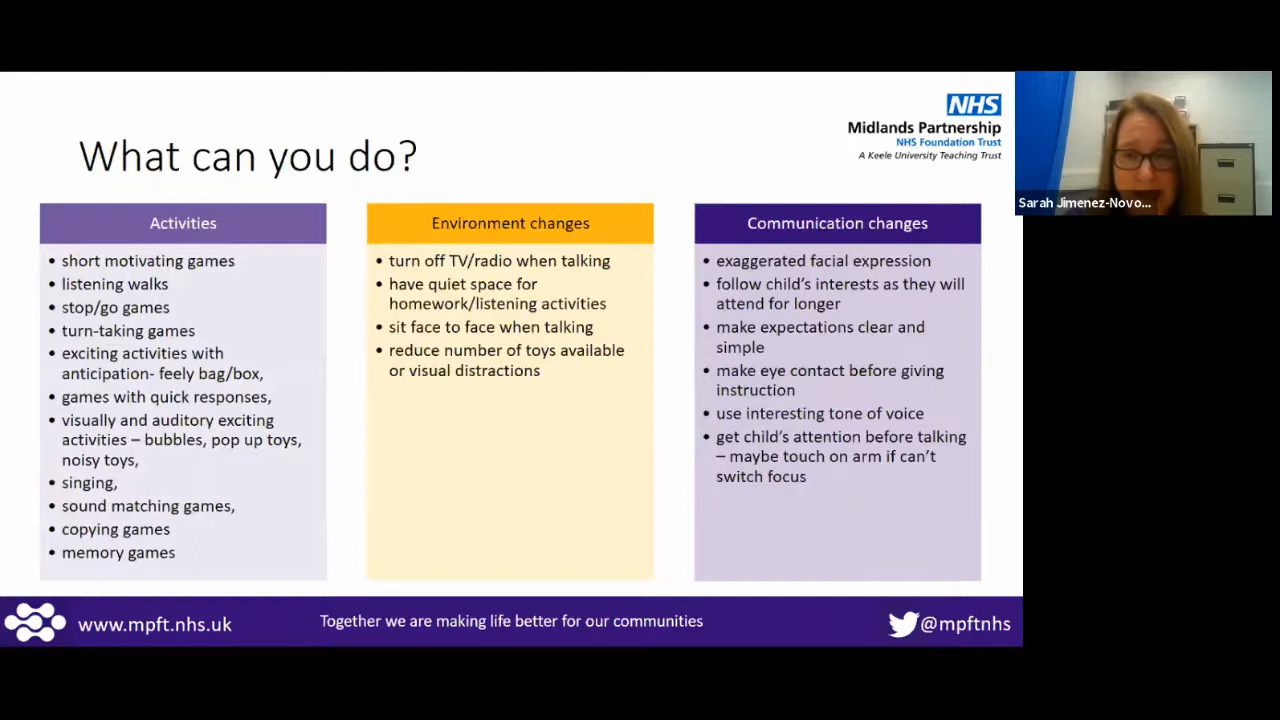 NHS
Midlands Partnership
NHS Foundation Trust
A Keele University Teaching Trust
What can you do?
Activities
• short motivating games
• listening walks
• stop/go games
• turn-taking games
• exciting activities with
anticipation- feely bag/box,
• games with quick responses,
• visually and auditory exciting
activities – bubbles, pop up toys,
noisy toys,
• singing,
• sound matching games,
• copying games
• memory games
Environment changes
• turn off TV/radio when talking
• have quiet space for
homework/listening activities
• sit face to face when talking
• reduce number of toys available
or visual distractions
Communication changes
• exaggerated facial expression
• follow child’s interests as they will
attend for longer
• make expectations clear and
simple
• make eye contact before giving
instruction
• use interesting tone of voice
• get child’s attention before talking
– maybe touch on arm if can’t
switch focus
www.mpft.nhs.uk
Together we are making life better for our communities
@mpftnhs
Sarah Jimenez-Novo...